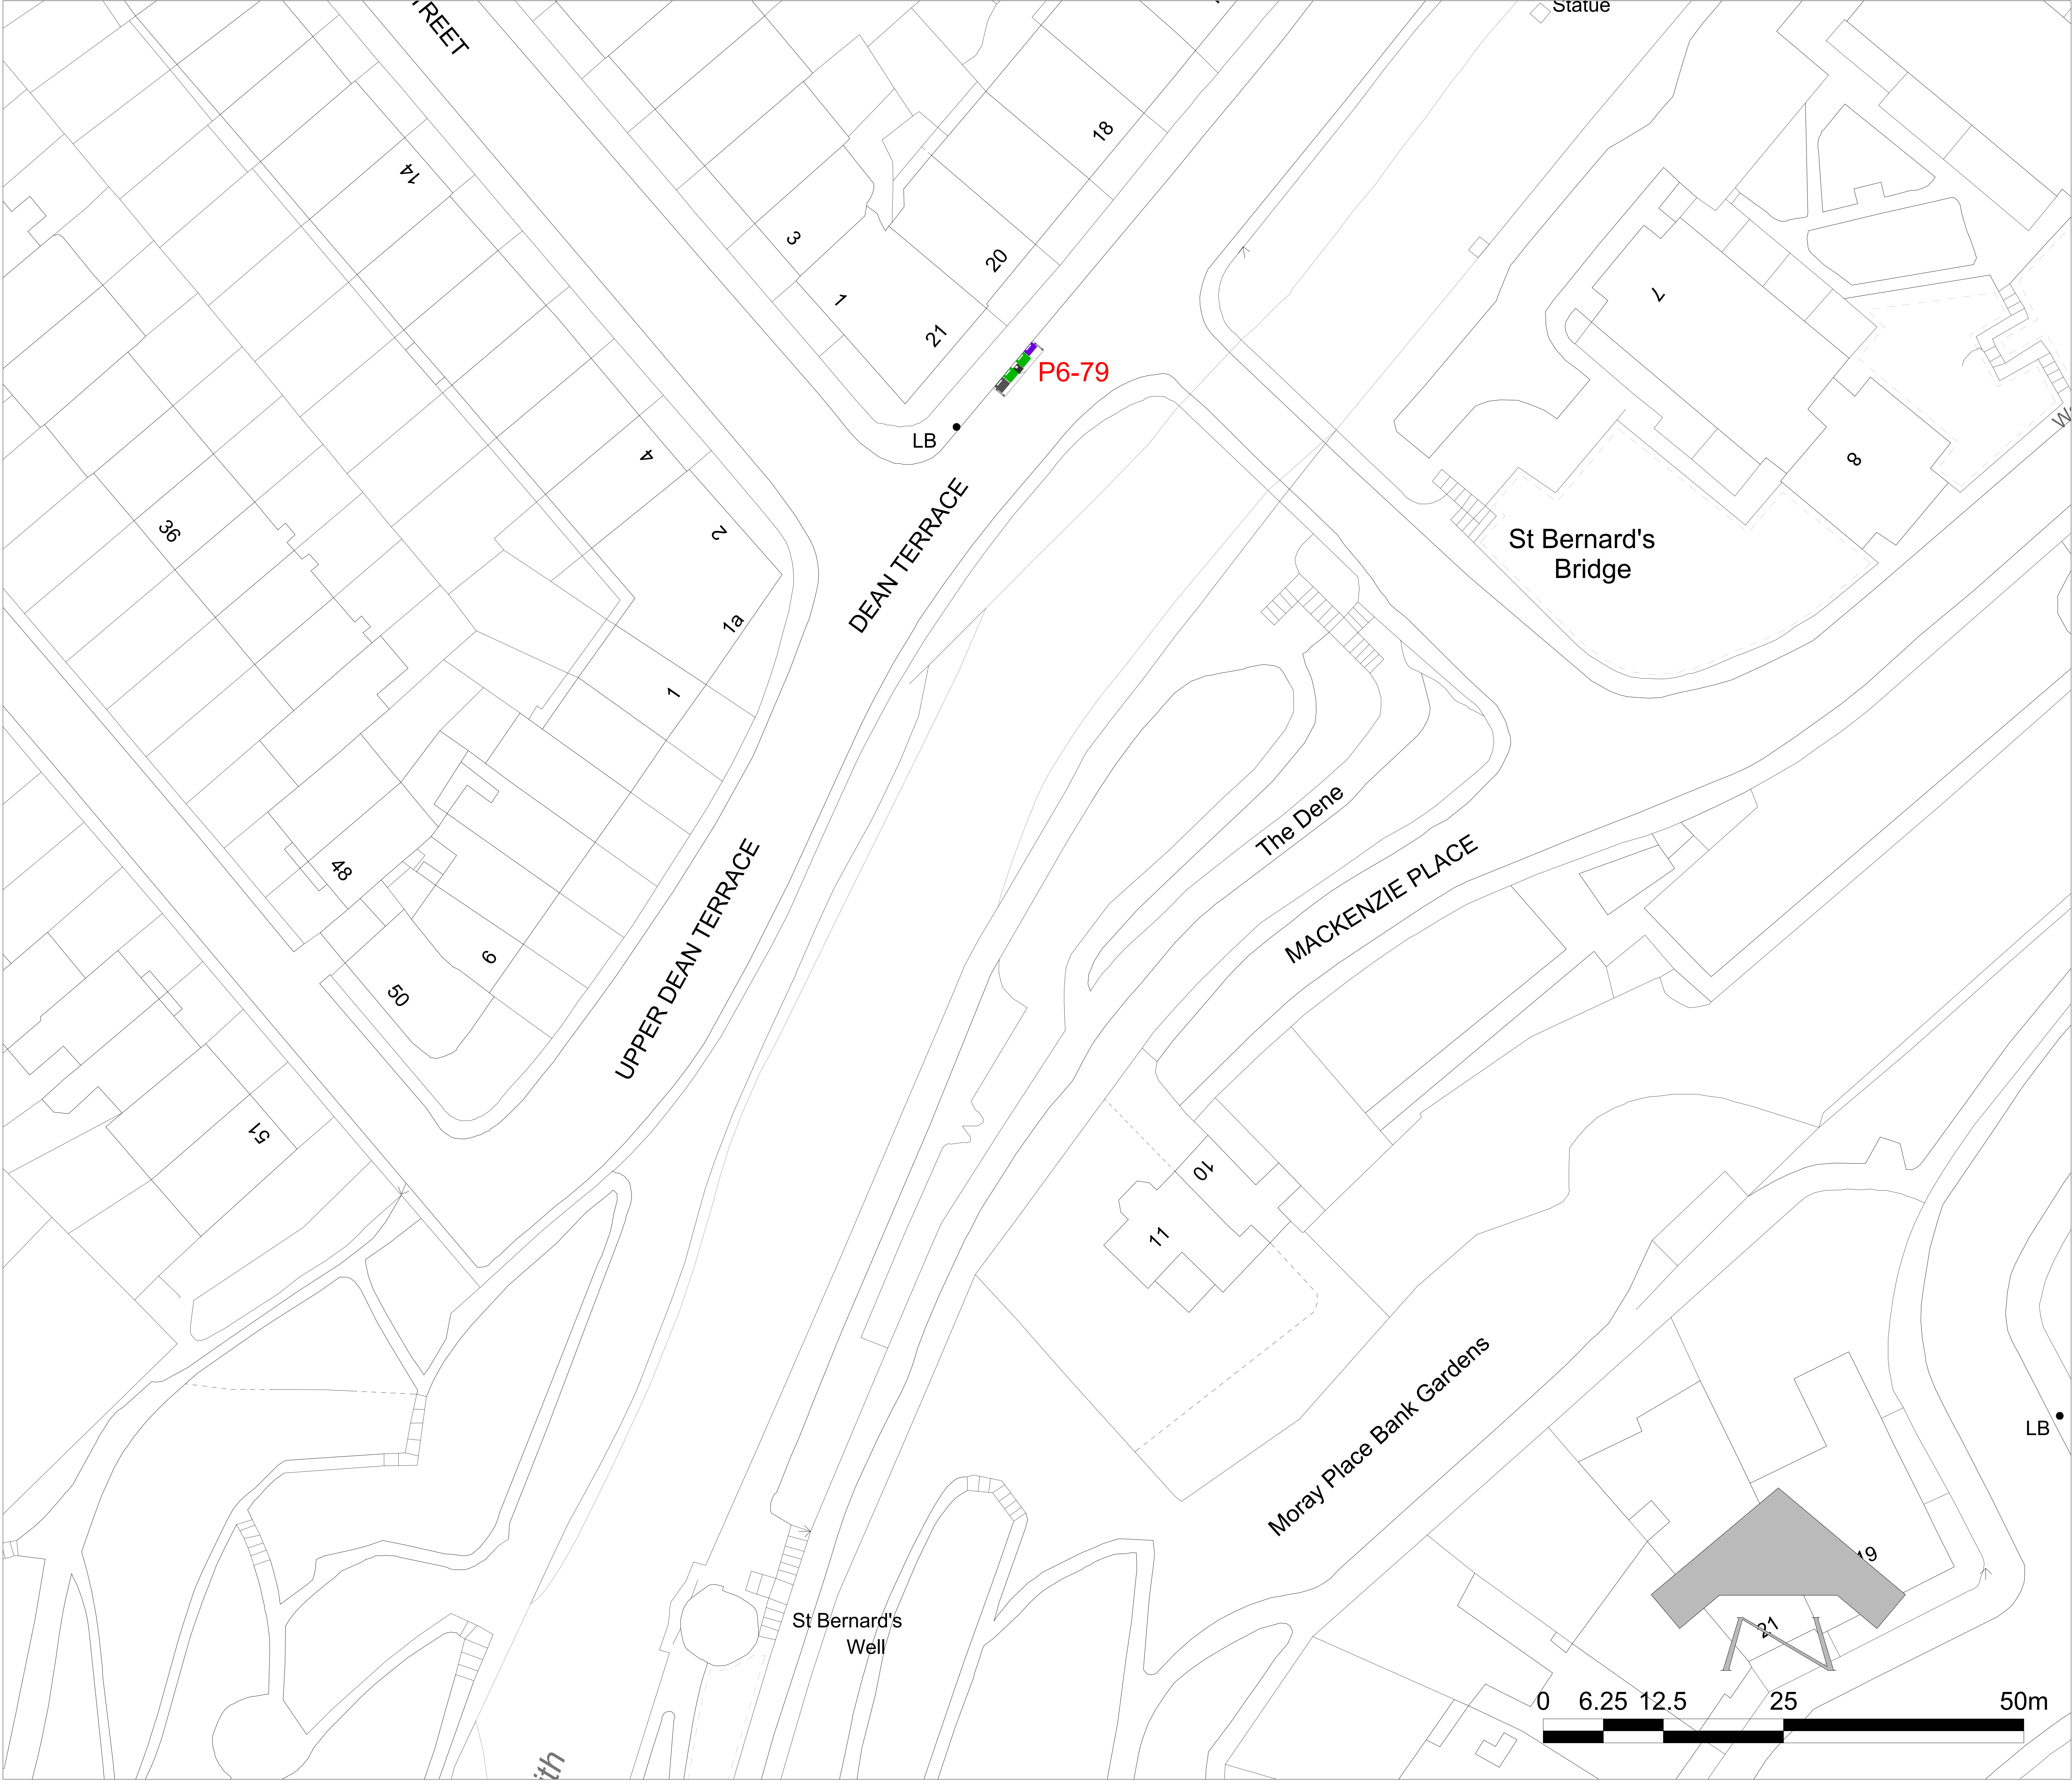 Statue
18
14
3
20
1
21
7
P6-79
LB
8
4
36
2
DEAN TERRACE
St Bernard's
Bridge
1a
1
The Dene
MACKENZIE PLACE
48
UPPER DEAN TERRACE
6
50
51
10
11
Moray Place Bank Gardens
LB
19
21
St Bernard's
Well
N
0 6.25 12.5 25 50m